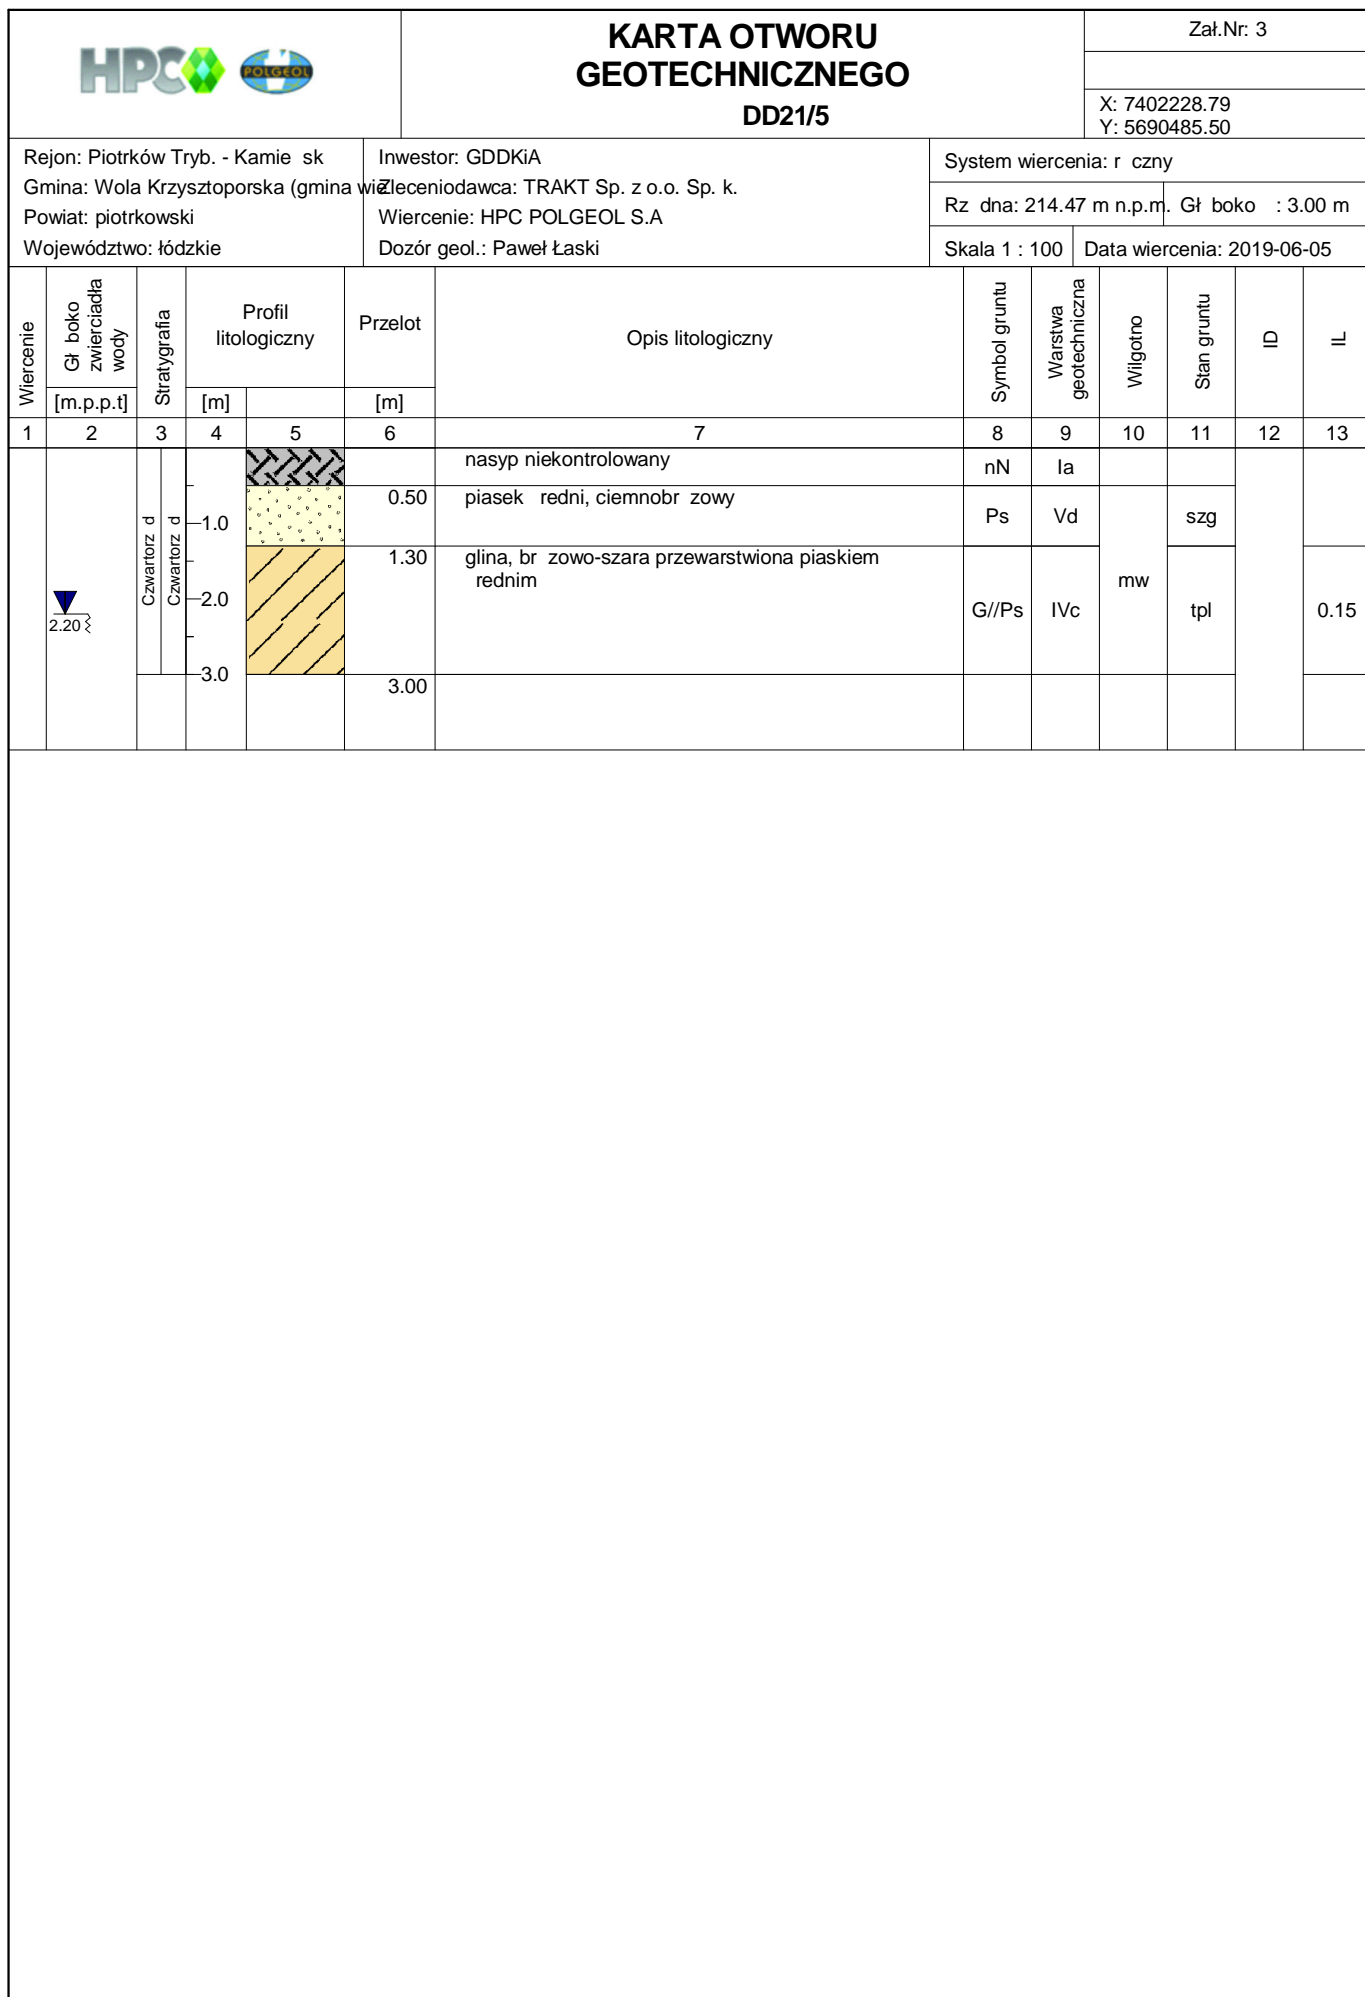 HPC POLGEOL
KARTA OTWORU
GEOTECHNICZNEGO
DD21/5
Zał.Nr: 3
X: 7402228.79
Y: 5690485.50
Rejon: Piotrków Tryb. - Kamie sk
Gmina: Wola Krzysztoporska (gmina wie
Powiat: piotrkowski
Województwo: łódzkie
Inwestor: GDDKiA
Zleceniodawca: TRAKT Sp. z o.o. Sp. k.
Wiercenie: HPC POLGEOL S.A
Dozór geol.: Paweł Łaski
System wiercenia: r czny
Rz dna: 214.47 m n.p.m. Gł boko : 3.00 m
Skala 1 : 100 Data wiercenia: 2019-06-05
Wiercenie
Gł boko
zwierciadła
wody
[m.p.p.t]
Stratygrafia
Profil
litologiczny
[m]
Przelot
[m]
Opis litologiczny
Symbol gruntu
Warstwa
geotechniczna
Wilgotno
Stan gruntu
ID
IL
1 2 3 4 5 6 7 8 9 10 11 12 13
nasyp niekontrolowany nN Ia
0.50 piasek redni, ciemnobr zowy Ps Vd szg
1.0
Czwartorz d
Czwartorz d
1.30 glina, br zowo-szara przewarstwiona piaskiem
rednim
mw
2.0
2.20
G//Ps IVc tpl 0.15
3.0
3.00